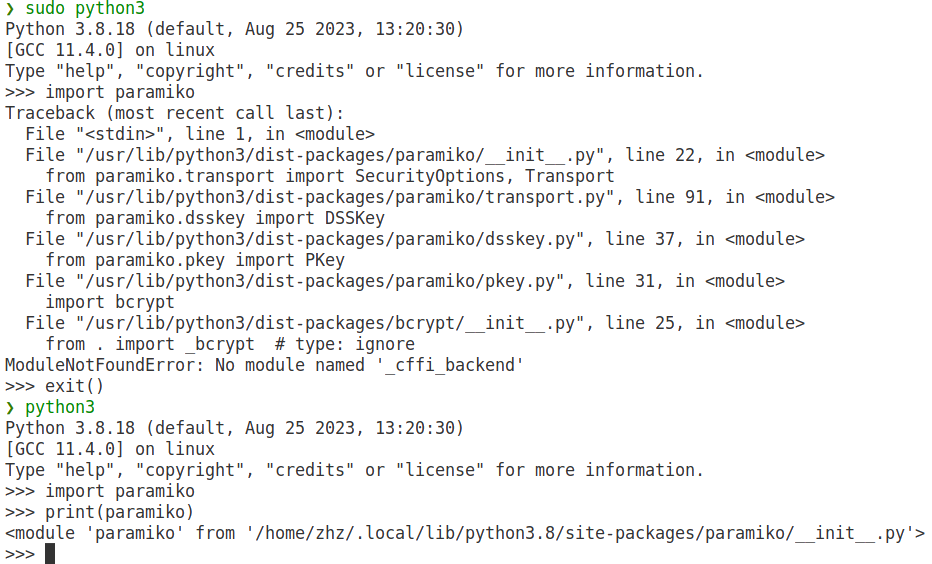 ❯ sudo python3
Python 3.8.18 (default, Aug 25 2023, 13:20:30)
[GCC 11.4.0] on linux
Type "help", "copyright", "credits" or "license" for more information.
>>> import paramiko
Traceback (most recent call last):
  File "<stdin>", line 1, in <module>
  File "/usr/lib/python3/dist-packages/paramiko/__init__.py", line 22, in <module>
    from paramiko.transport import SecurityOptions, Transport
  File "/usr/lib/python3/dist-packages/paramiko/transport.py", line 91, in <module>
    from paramiko.dsskey import DSSKey
  File "/usr/lib/python3/dist-packages/paramiko/dsskey.py", line 37, in <module>
    from paramiko.pkey import PKey
  File "/usr/lib/python3/dist-packages/paramiko/pkey.py", line 31, in <module>
    import bcrypt
  File "/usr/lib/python3/dist-packages/bcrypt/__init__.py", line 25, in <module>
    from . import _bcrypt  # type: ignore
ModuleNotFoundError: No module named '_cffi_backend'
>>> exit()
❯ python3
Python 3.8.18 (default, Aug 25 2023, 13:20:30)
[GCC 11.4.0] on linux
Type "help", "copyright", "credits" or "license" for more information.
>>> import paramiko
>>> print(paramiko)
<module 'paramiko' from '/home/zhz/.local/lib/python3.8/site-packages/paramiko/__init__.py'>
>>>